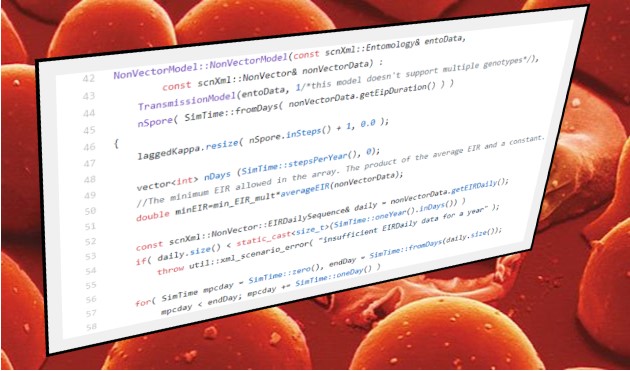 42 NonVectorModel::NonVectorModel(const scnXml::Entomology& entoData,
43 const scnXml::NonVector& nonVectorData) :
44 TransmissionModel(entoData, 1/*this model doesn't support multiple genotypes*/),
45 nSpore( SimTime::fromDays( nonVectorData.getEipDuration() ) )
46 {
47 laggedKappa.resize( nSpore.inSteps() + 1, 0.0 );
48
49 vector<int> nDays (SimTime::stepsPerYear(), 0);
50 //The minimum EIR allowed in the array. The product of the average EIR and a constant.
51 double minEIR=min_EIR_mult*averageEIR(nonVectorData);
52
53 const scnXml::NonVector::EIRDailySequence& daily = nonVectorData.getEIRDaily();
54 if( daily.size() < static_cast<size_t>(SimTime::oneYear().inDays()) )
55 throw util::xml_scenario_error( "insufficient EIRDaily data for a year" );
56
57 for( SimTime mpcday = SimTime::zero(), endDay = SimTime::fromDays(daily.size());
58 mpcday < endDay; mpcday += SimTime::oneDay() )